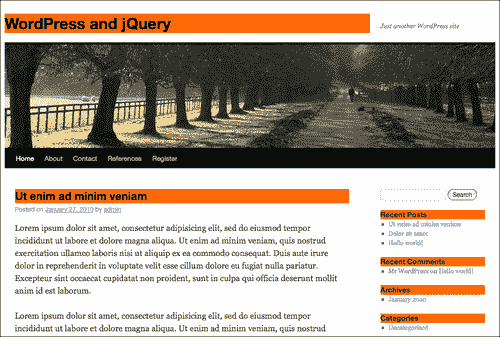 WordPress and jQuery
Just another WordPress site
Home About Contact References Register
Ut enim ad minim veniam
Posted on January 27, 2010 by admin
Search
Lorem ipsum dolor sit amet, consectetur adipisicing elit, sed do eiusmod tempor
incididunt ut labore et dolore magna aliqua. Ut enim ad minim veniam, quis nostrud
exercitation ullamco laboris nisi ut aliquip ex ea commodo consequat. Duis aute irure
dolor in reprehenderit in voluptate velit esse cillum dolore eu fugiat nulla pariatur.
Excepteur sint occaecat cupidatat non proident, sunt in culpa qui officia deserunt mollit
anim id est laborum.
Lorem ipsum dolor sit amet, consectetur adipisicing elit, sed do eiusmod tempor
incididunt ut labore et dolore magna aliqua. Ut enim ad minim veniam, quis nostrud
Recent Posts
Ut enim ad minim veniam
Dolor sit amet
Hello world!
Recent Comments
Mr WordPress on Hello world!
Archives
January 2010
Categories
Uncategorized